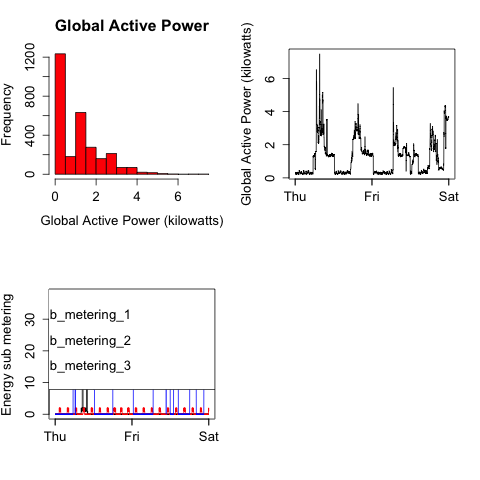 Global Active Power
Frequency
0 400 800 1200
0 2 4 6
Global Active Power (kilowatts)
Global Active Power (kilowatts)
0 2 4 6
Thu Fri Sat
Energy sub metering
0 10 20 30
b_metering_1
b_metering_2
b_metering_3
Thu Fri Sat